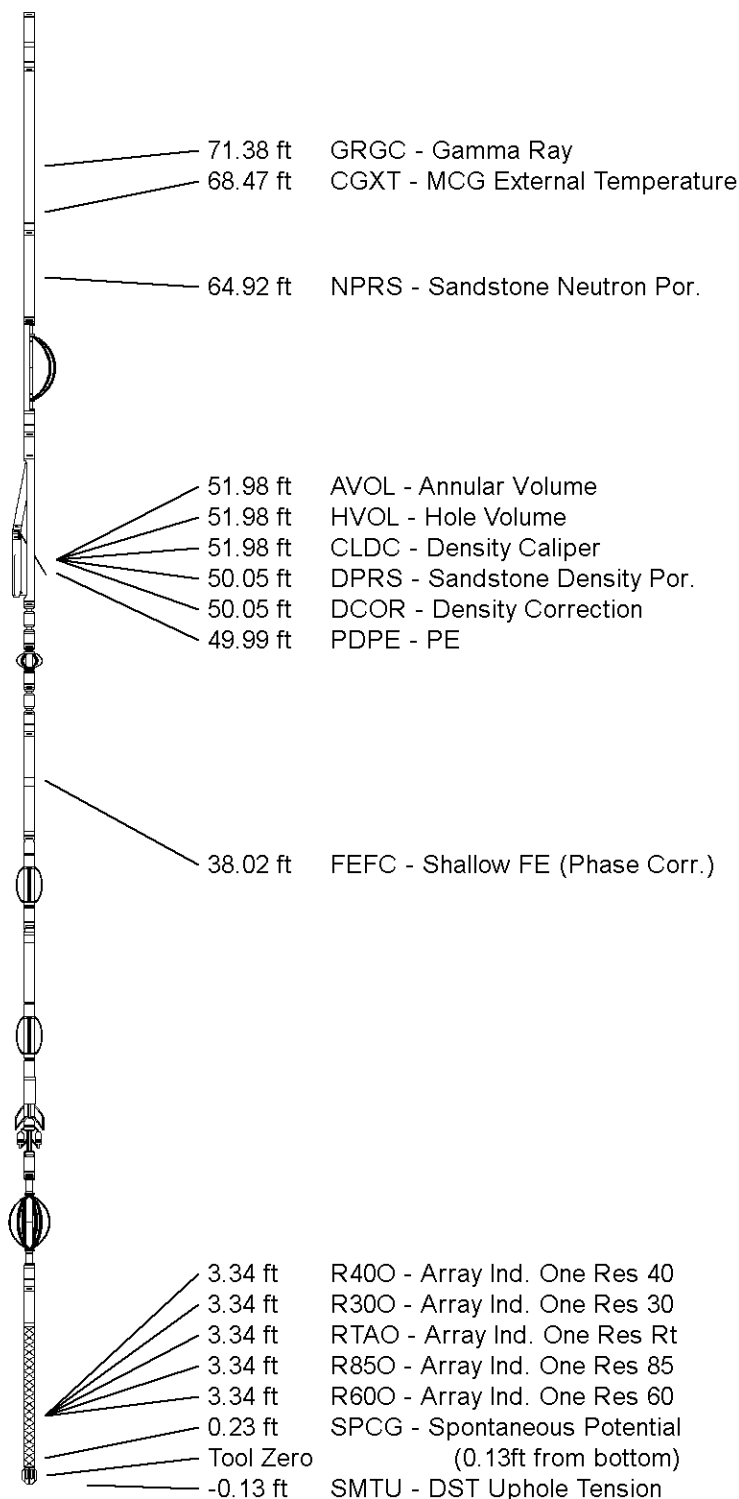 71.38 ft GRGC - Gamma Ray
68.47 ft CGXT - MCG External Temperature
64.92 ft NPRS - Sandstone Neutron Por.
51.98 ft AVOL - Annular Volume
51.98 ft HVOL - Hole Volume
51.98 ft CLDC - Density Caliper
50.05 ft DPRS - Sandstone Density Por.
50.05 ft DCOR - Density Correction
49.99 ft PDPE - PE
38.02 ft FEFC - Shallow FE (Phase Corr.)
3.34 ft R40O - Array Ind. One Res 40
3.34 ft R30O - Array Ind. One Res 30
3.34 ft RTAO - Array Ind. One Res Rt
3.34 ft R85O - Array Ind. One Res 85
3.34 ft R60O - Array Ind. One Res 60
0.23 ft SPCG - Spontaneous Potential
Tool Zero (0.13ft from bottom)
-0.13 ft SMTU - DST Uphole Tension